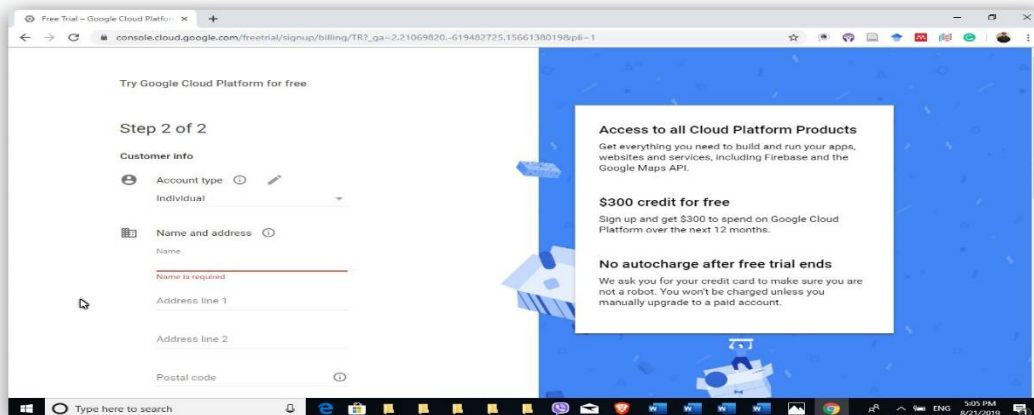 Free Trial – Google Cloud Platfor
console.cloud.google.com/freetrial/signup/billing/TR?_ga=2.21069820.-619482725.1566138019&pli=1
Try Google Cloud Platform for free
Step 2 of 2
Customer info
Account type
Individual
Name and address
Name
Name is required
Address line 1
Address line 2
Postal code
Access to all Cloud Platform Products
Get everything you need to build and run your apps,
websites and services, including Firebase and the
Google Maps API.
$300 credit for free
Sign up and get $300 to spend on Google Cloud
Platform over the next 12 months.
No autocharge after free trial ends
We ask you for your credit card to make sure you are
not a robot. You won't be charged unless you
manually upgrade to a paid account.
Type here to search
ENG
5:05 PM
8/21/2019